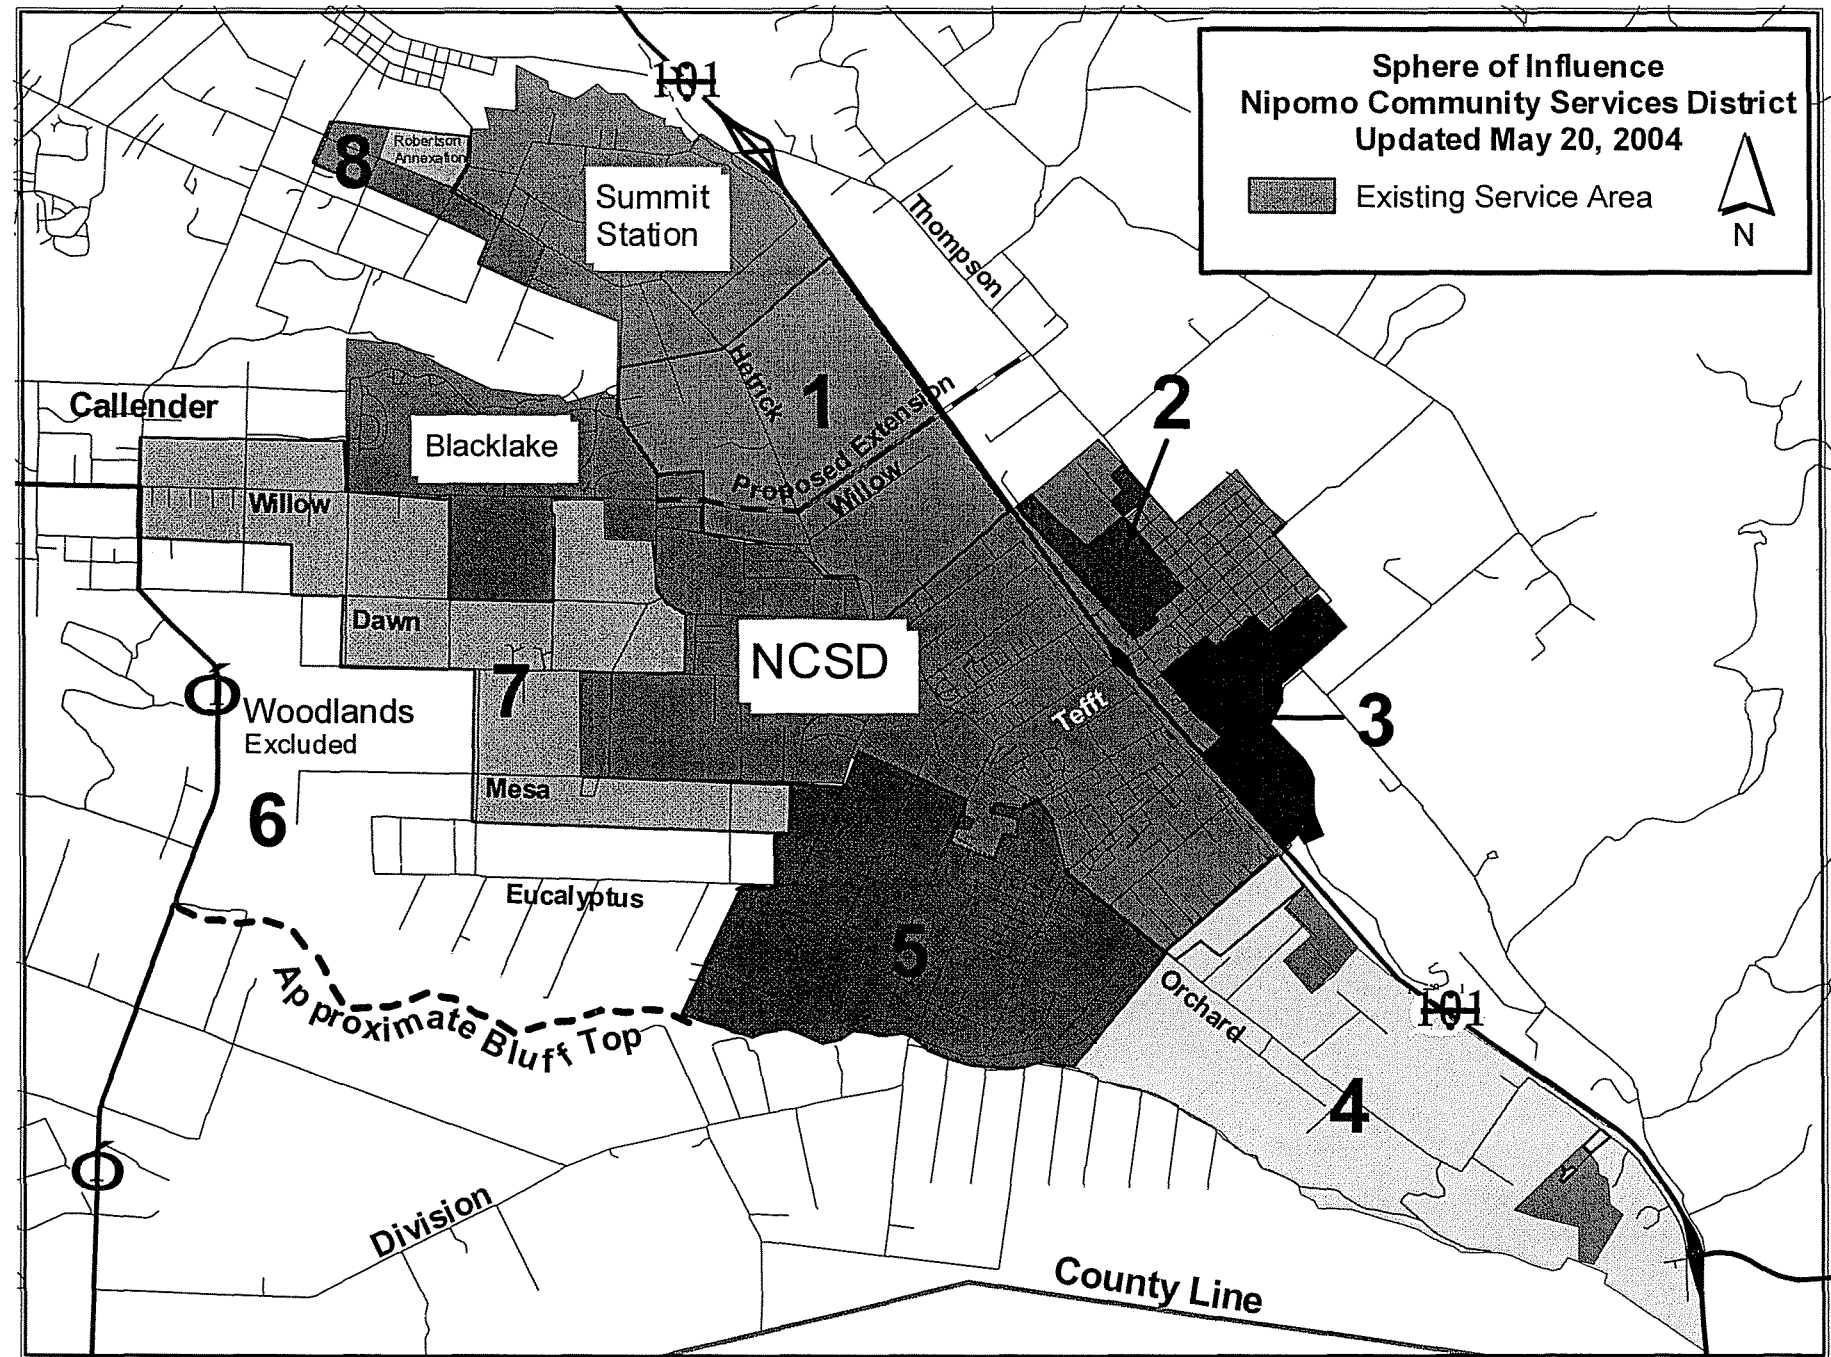 Sphere of Influence
Nipomo Community Services District
Updated May 20, 2004
Existing Service Area
N
101
8
Robertson
Annexation
Summit
Station
Thompson
Hetrick
1
2
Callender
Blacklake
Proposed Extension
Willow
Willow
Dawn
NCSD
7
Tefft
3
1
Woodlands
Excluded
Mesa
6
Eucalyptus
5
Orchard
101
Approximate Bluff Top
4
1
Division
County Line